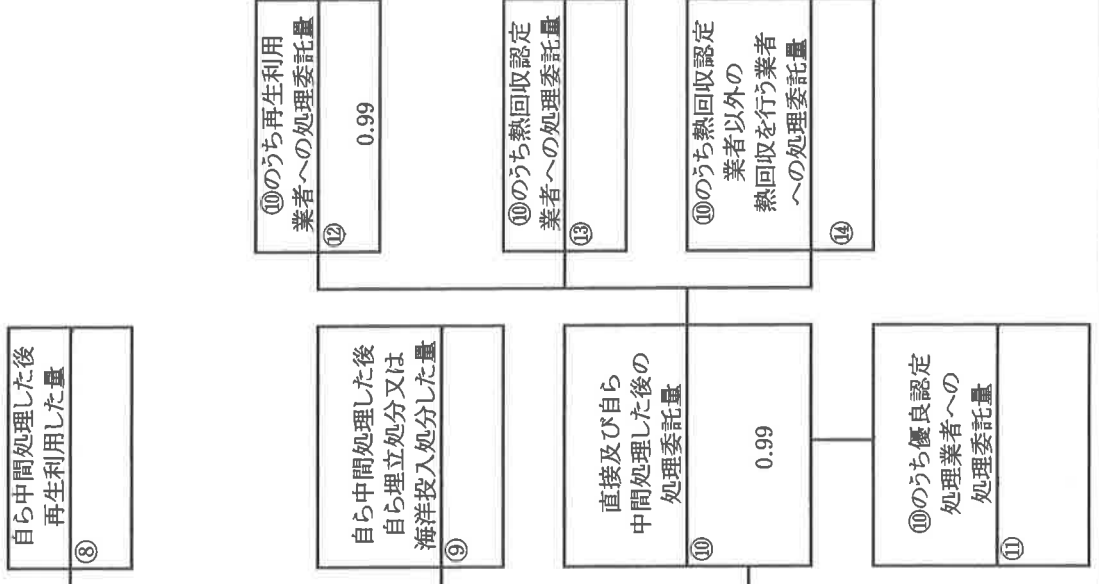 自ら中間処理した後
再生利用した量
⑧
自ら中間処理した後
自ら埋立処分又は
海洋投入処分した量
⑨
直接及び自ら
中間処理した後の
処理委託量
⑩
0.99
⑩のうち優良認定
処理業者への
処理委託量
⑪
⑩のうち再生利用
業者への処理委託量
⑫
0.99
⑩のうち熱回収認定
業者への処理委託量
⑬
⑩のうち熱回収認定
業者以外の
熱回収を行う業者
への処理委託量
⑭